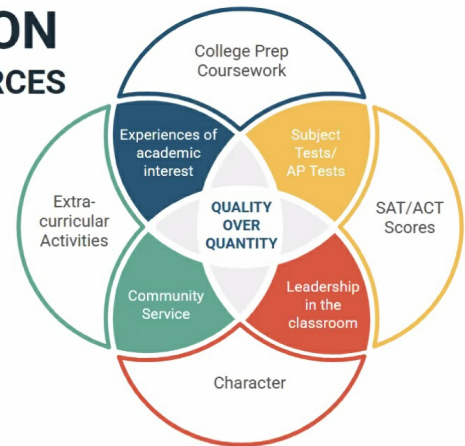 ON
RCES
College Prep
Coursework
Experiences of
academic
interest
Subject
Tests/
AP Tests
Extra-
curricular
Activities
QUALITY
OVER
QUANTITY
SAT/ACT
Scores
Community
Service
Leadership
in the
classroom
Character